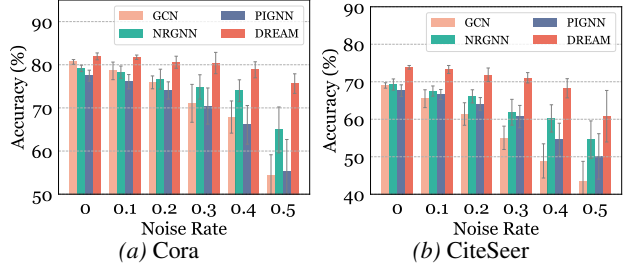 GCN PIGNN
NRGNN DREAM
Accuracy (%)
90
80
70
60
50
0 0.1 0.2 0.3 0.4 0.5
Noise Rate
(a) Cora
GCN PIGNN
NRGNN DREAM
Accuracy (%)
90
80
70
60
50
40
0 0.1 0.2 0.3 0.4 0.5
Noise Rate
(b) CiteSeer